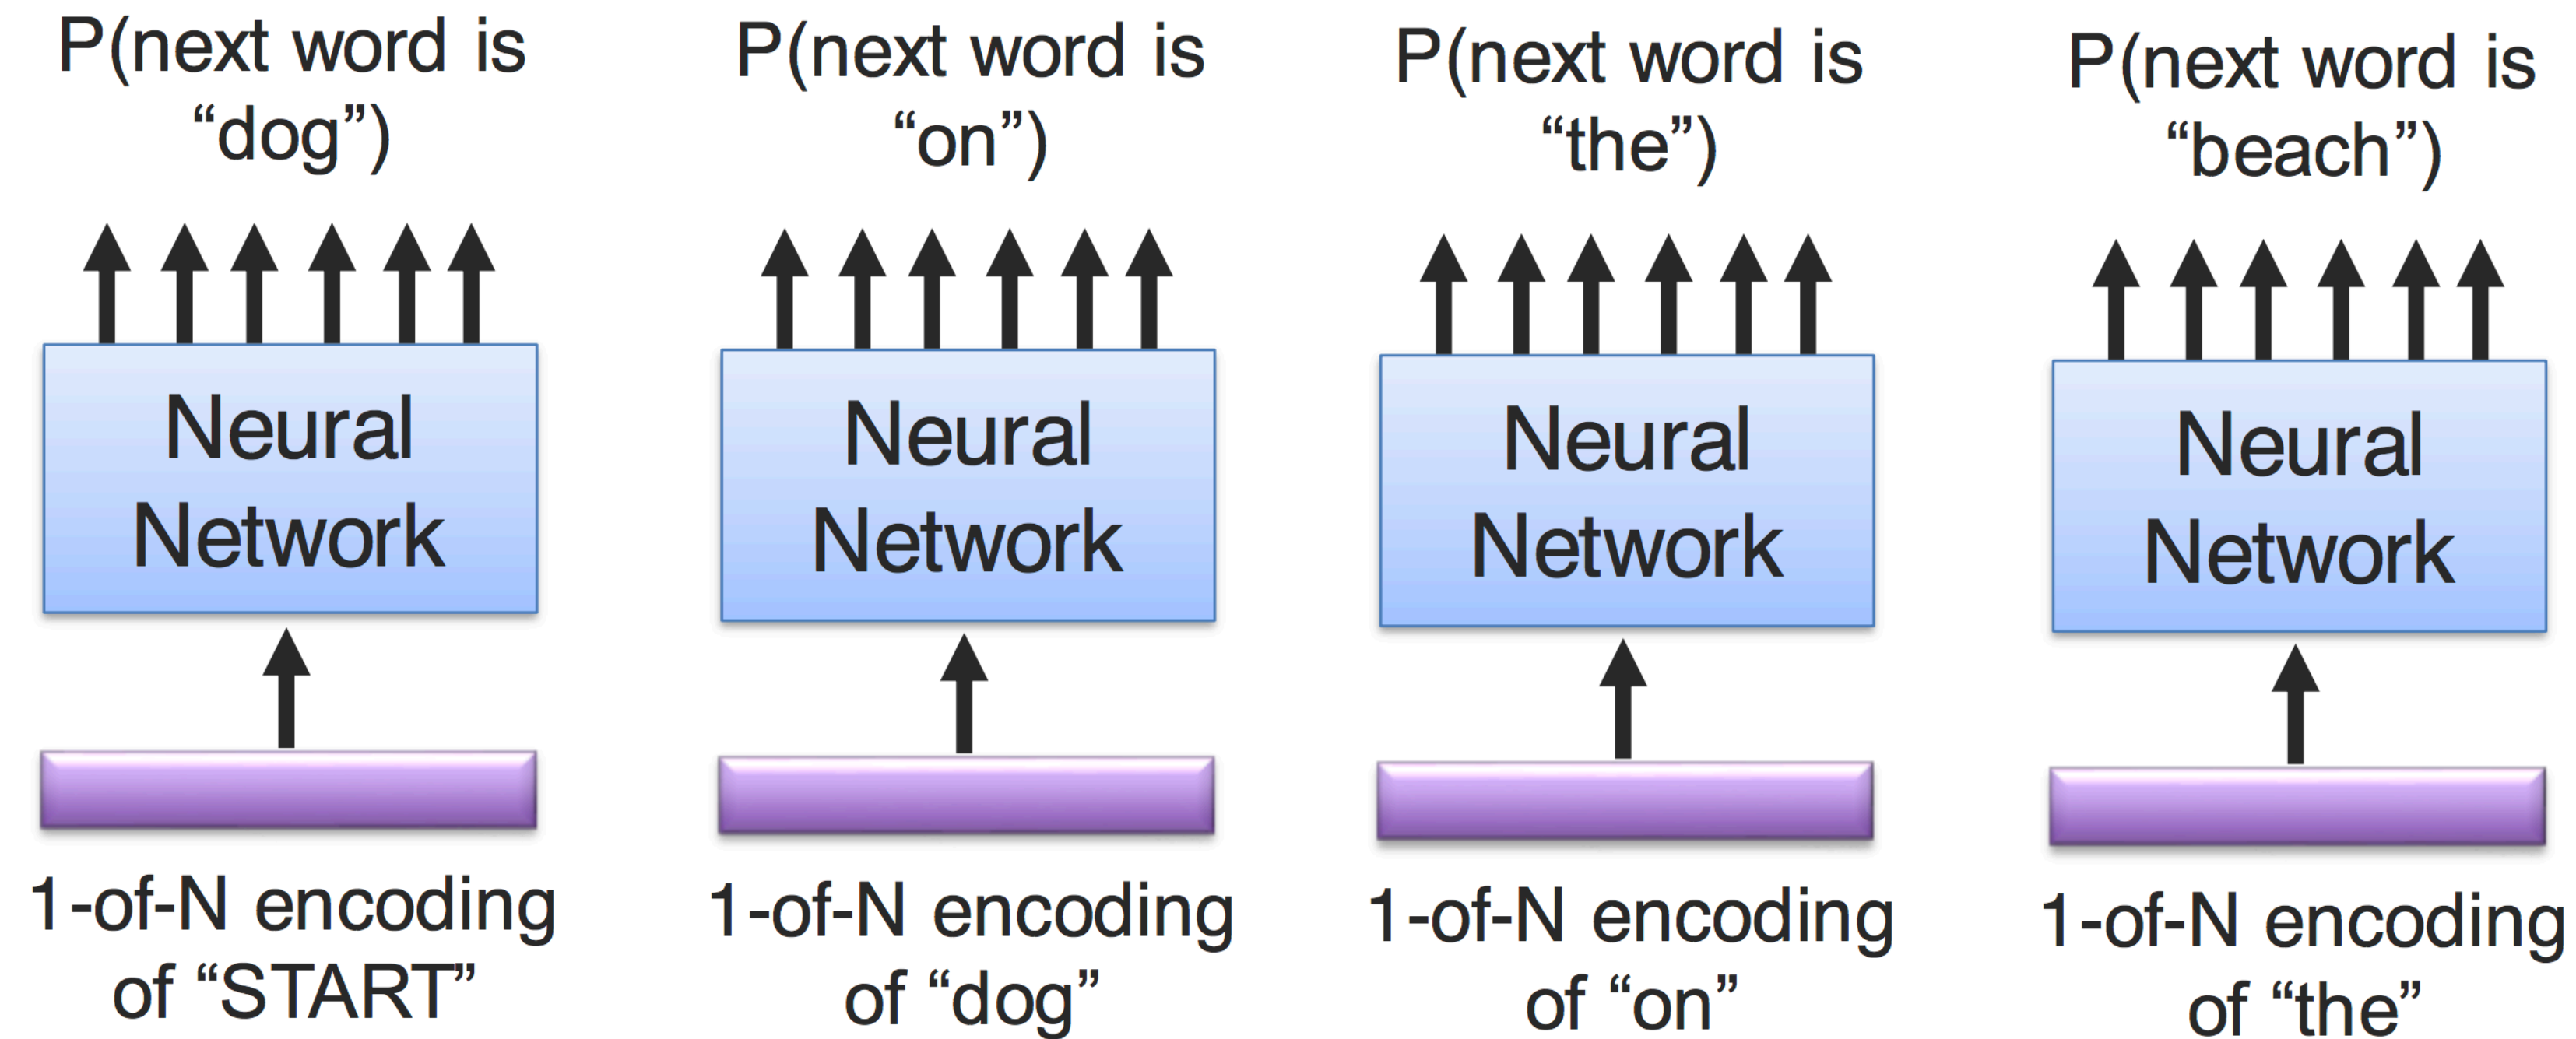 P(next word is
“dog”)
P(next word is
“on”)
P(next word is
“the”)
P(next word is
“beach”)
Neural
Network
Neural
Network
Neural
Network
Neural
Network
1-of-N encoding
of “START”
1-of-N encoding
of “dog”
1-of-N encoding
of “on”
1-of-N encoding
of “the”